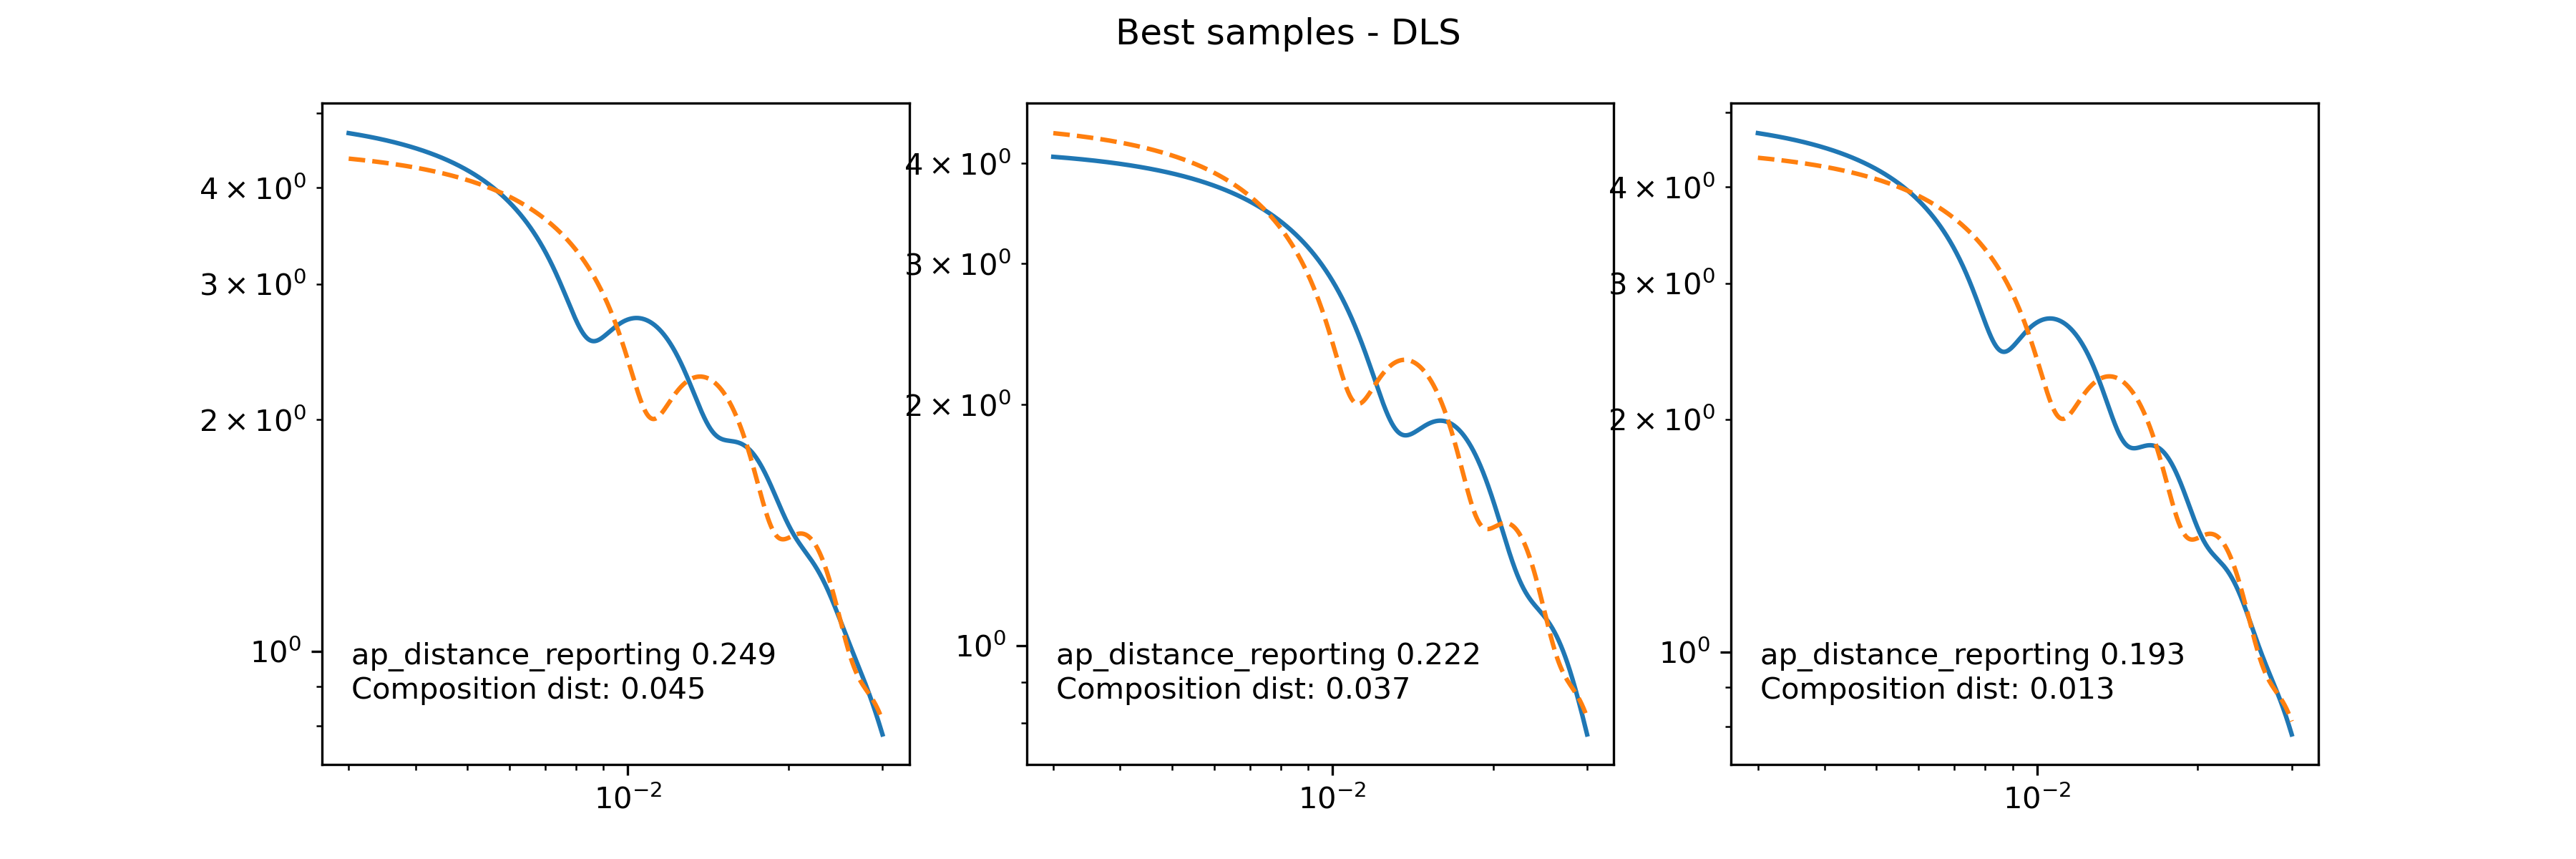 Best samples - DLS
4 × 10⁰
3 × 10⁰
2 × 10⁰
10⁰
ap_distance_reporting 0.249
Composition dist: 0.045
10⁻²
4 × 10⁰
3 × 10⁰
2 × 10⁰
10⁰
ap_distance_reporting 0.222
Composition dist: 0.037
10⁻²
4 × 10⁰
3 × 10⁰
2 × 10⁰
10⁰
ap_distance_reporting 0.193
Composition dist: 0.013
10⁻²